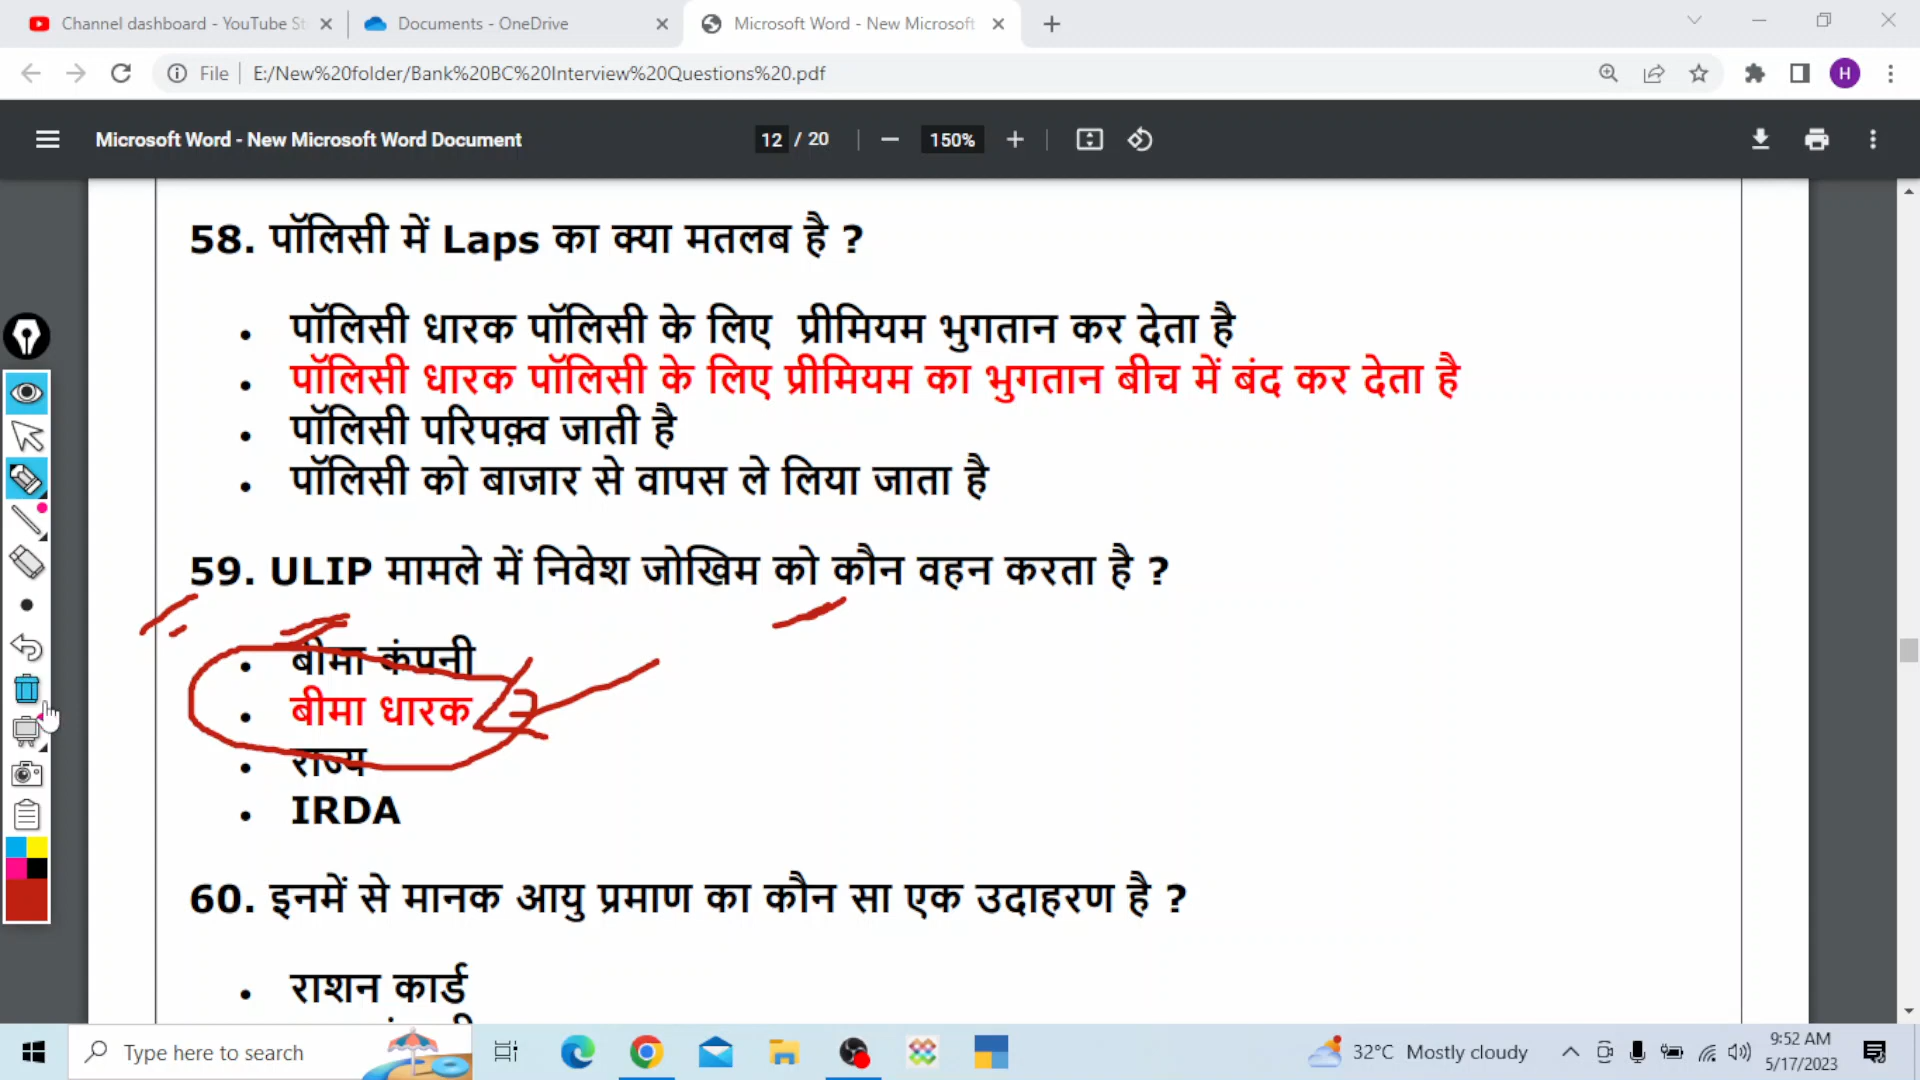 Channel dashboard - YouTube St
Documents - OneDrive
Microsoft Word - New Microsoft
File
E:/New%20folder/Bank%20BC%20Interview%20Questions%20.pdf
H
Microsoft Word - New Microsoft Word Document
12 / 20
150%
58. पॉलिसी में Laps का क्या मतलब है ?
• पॉलिसी धारक पॉलिसी के लिए प्रीमियम भुगतान कर देता है
• पॉलिसी धारक पॉलिसी के लिए प्रीमियम का भुगतान बीच में बंद कर देता है
• पॉलिसी परिपक़्व जाती है
• पॉलिसी को बाजार से वापस ले लिया जाता है
59. ULIP मामले में निवेश जोखिम को कौन वहन करता है ?
• बीमा कंपनी
• बीमा धारक
• राज्य
• IRDA
60. इनमें से मानक आयु प्रमाण का कौन सा एक उदाहरण है ?
• राशन कार्ड
Type here to search
32°C Mostly cloudy
9:52 AM
5/17/2023